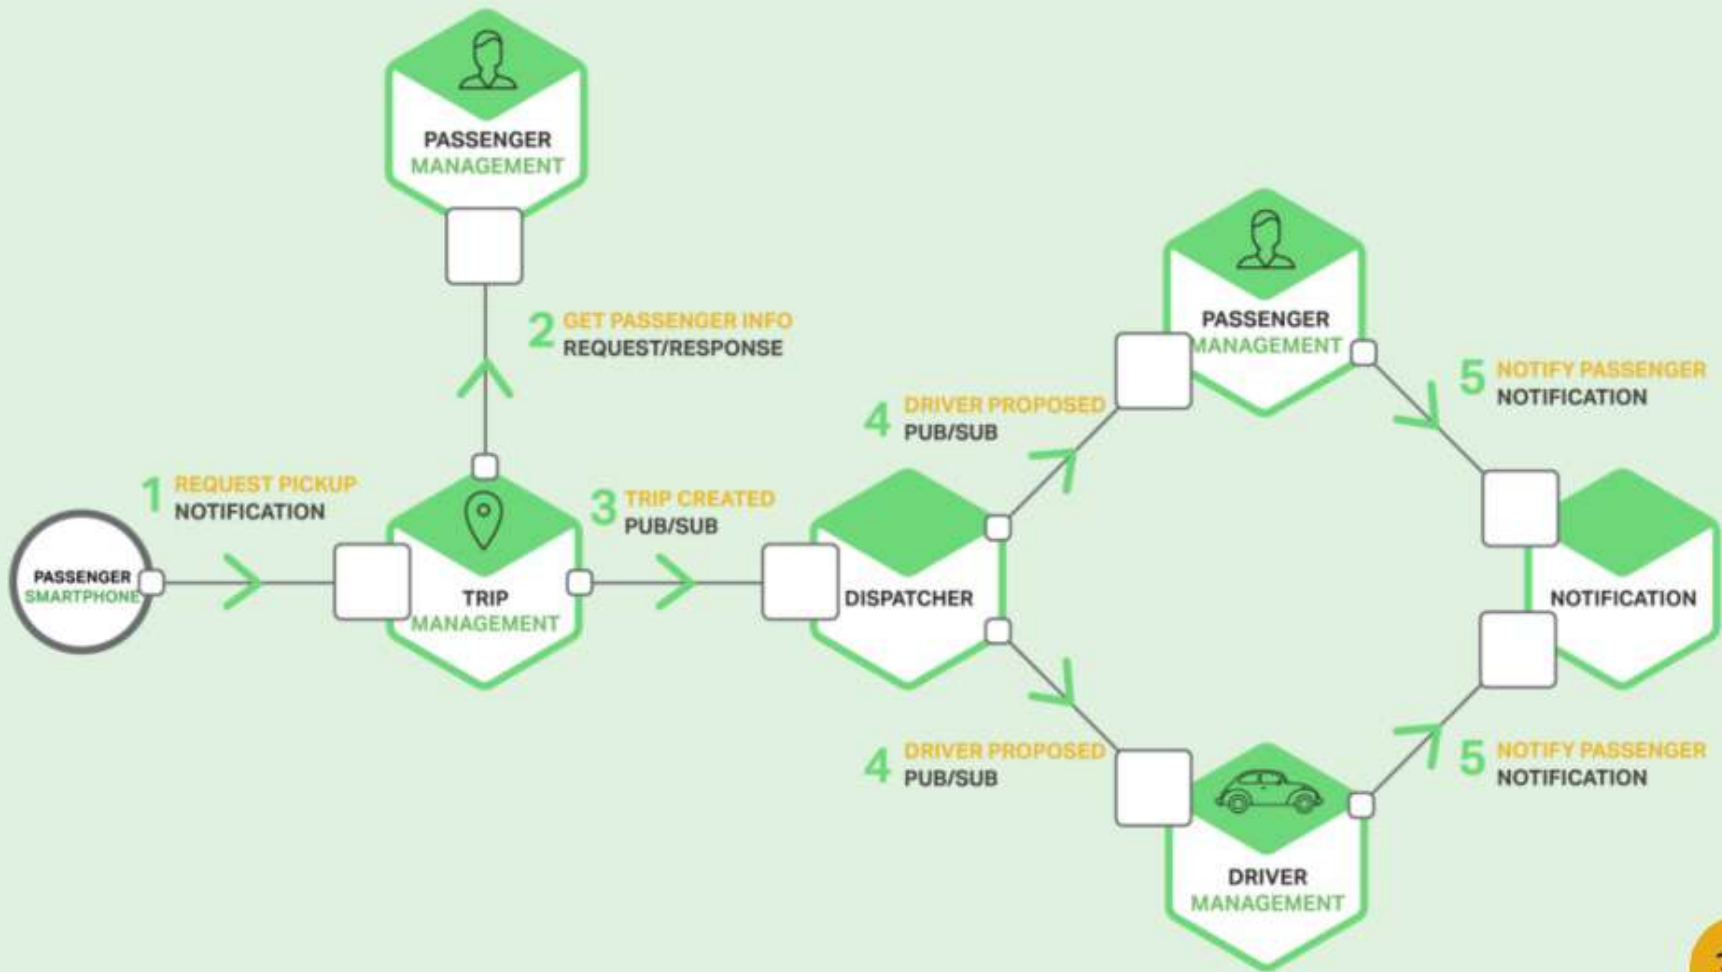 PASSENGER
MANAGEMENT
2 GET PASSENGER INFO
REQUEST/RESPONSE
1 REQUEST PICKUP
NOTIFICATION
PASSENGER
SMARTPHONE
TRIP
MANAGEMENT
3 TRIP CREATED
PUB/SUB
DISPATCHER
4 DRIVER PROPOSED
PUB/SUB
PASSENGER
MANAGEMENT
5 NOTIFY PASSENGER
NOTIFICATION
NOTIFICATION
4 DRIVER PROPOSED
PUB/SUB
DRIVER
MANAGEMENT
5 NOTIFY PASSENGER
NOTIFICATION